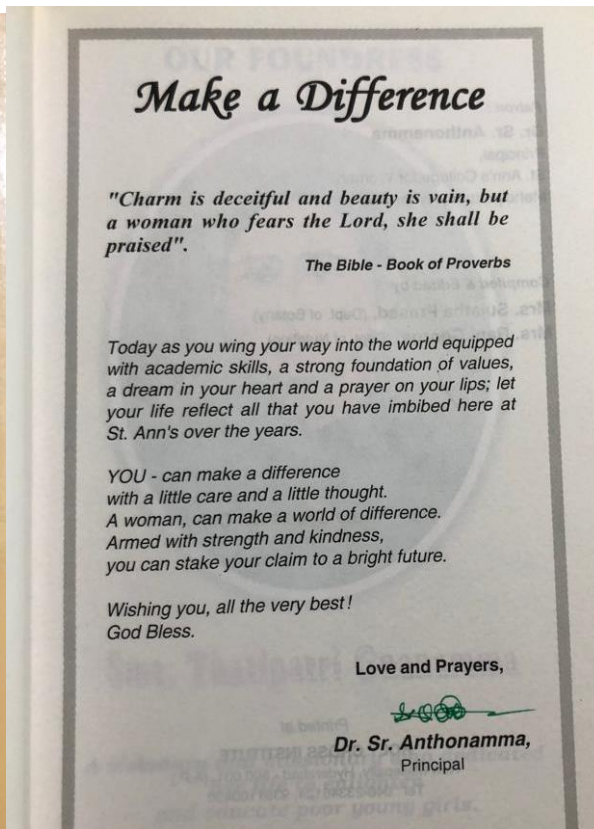 OUR FOUNDRESS
Make a Difference
"Charm is deceitful and beauty is vain, but
a woman who fears the Lord, she shall be
praised".
The Bible - Book of Proverbs
Today as you wing your way into the world equipped
with academic skills, a strong foundation of values,
a dream in your heart and a prayer on your lips; let
your life reflect all that you have imbibed here at
St. Ann's over the years.
YOU - can make a difference
with a little care and a little thought.
A woman, can make a world of difference.
Armed with strength and kindness,
you can stake your claim to a bright future.
Wishing you, all the very best!
God Bless.
Love and Prayers,
Dr. Sr. Anthonamma,
Principal